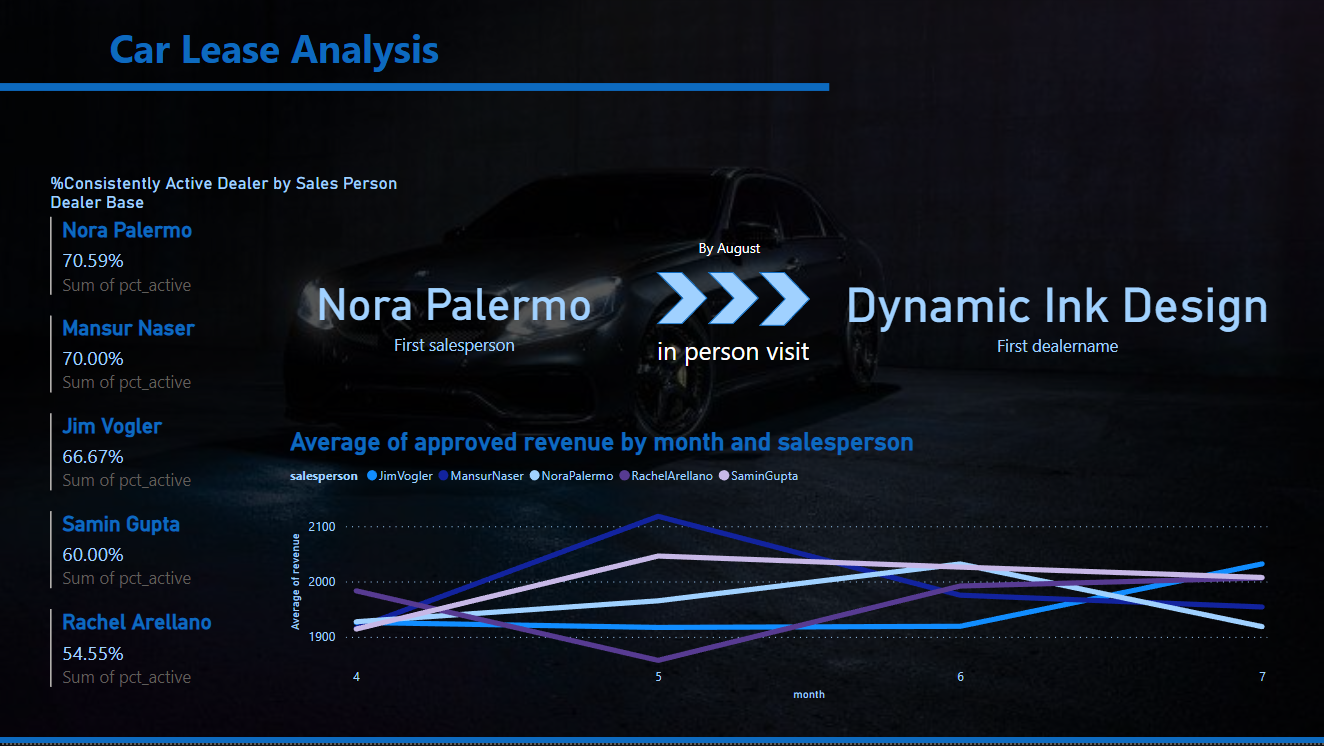 Car Lease Analysis
%Consistently Active Dealer by Sales Person
Dealer Base
Nora Palermo
70.59%
Sum of pct_active
Mansur Naser
70.00%
Sum of pct_active
Jim Vogler
66.67%
Sum of pct_active
Samin Gupta
60.00%
Sum of pct_active
Rachel Arellano
54.55%
Sum of pct_active
Nora Palermo
First salesperson
By August
in person visit
Dynamic Ink Design
First dealername
Average of approved revenue by month and salesperson
salesperson JimVogler MansurNaser NoraPalermo RachelArellano SaminGupta
Average of revenue
2100
2000
1900
4 5 6 7
month